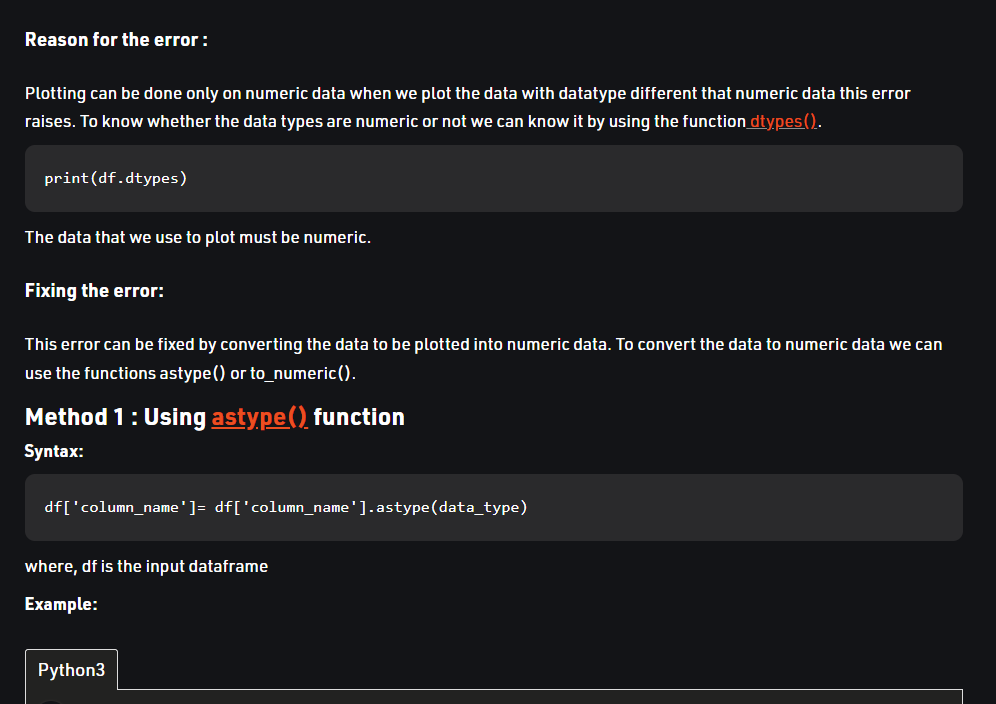 Reason for the error :
Plotting can be done only on numeric data when we plot the data with datatype different that numeric data this error
raises. To know whether the data types are numeric or not we can know it by using the function dtypes().
print(df.dtypes)
The data that we use to plot must be numeric.
Fixing the error:
This error can be fixed by converting the data to be plotted into numeric data. To convert the data to numeric data we can
use the functions astype() or to_numeric().
Method 1 : Using astype() function
Syntax:
df['column_name']= df['column_name'].astype(data_type)
where, df is the input dataframe
Example:
Python3